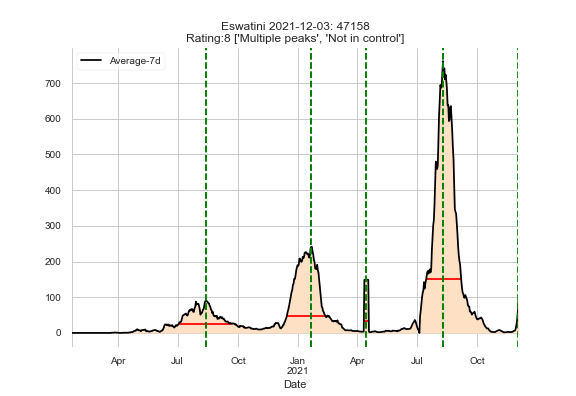 Eswatini 2021-12-03: 47158
Rating:8 ['Multiple peaks', 'Not in control']
Average-7d
700
600
500
400
300
200
100
0
Apr Jul Oct Jan Apr Jul Oct
2021
Date